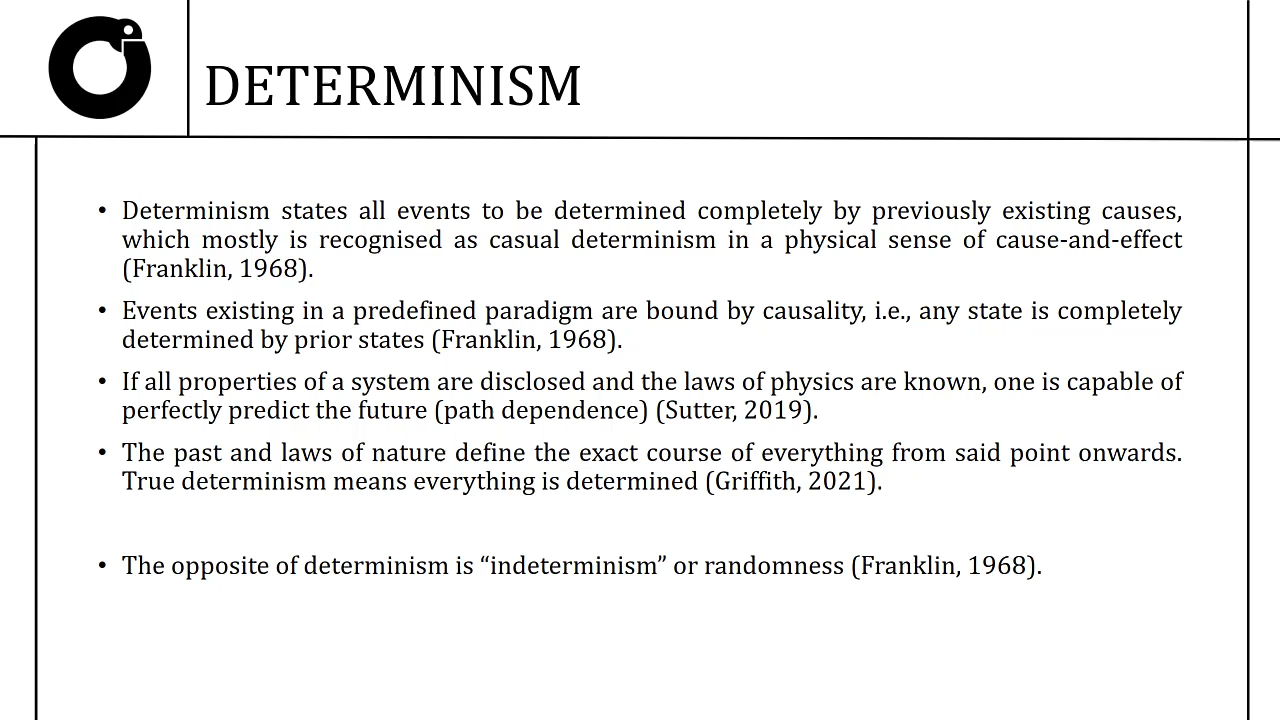 DETERMINISM
• Determinism states all events to be determined completely by previously existing causes,
which mostly is recognised as casual determinism in a physical sense of cause-and-effect
(Franklin, 1968).
• Events existing in a predefined paradigm are bound by causality, i.e., any state is completely
determined by prior states (Franklin, 1968).
• If all properties of a system are disclosed and the laws of physics are known, one is capable of
perfectly predict the future (path dependence) (Sutter, 2019).
• The past and laws of nature define the exact course of everything from said point onwards.
True determinism means everything is determined (Griffith, 2021).
• The opposite of determinism is “indeterminism” or randomness (Franklin, 1968).